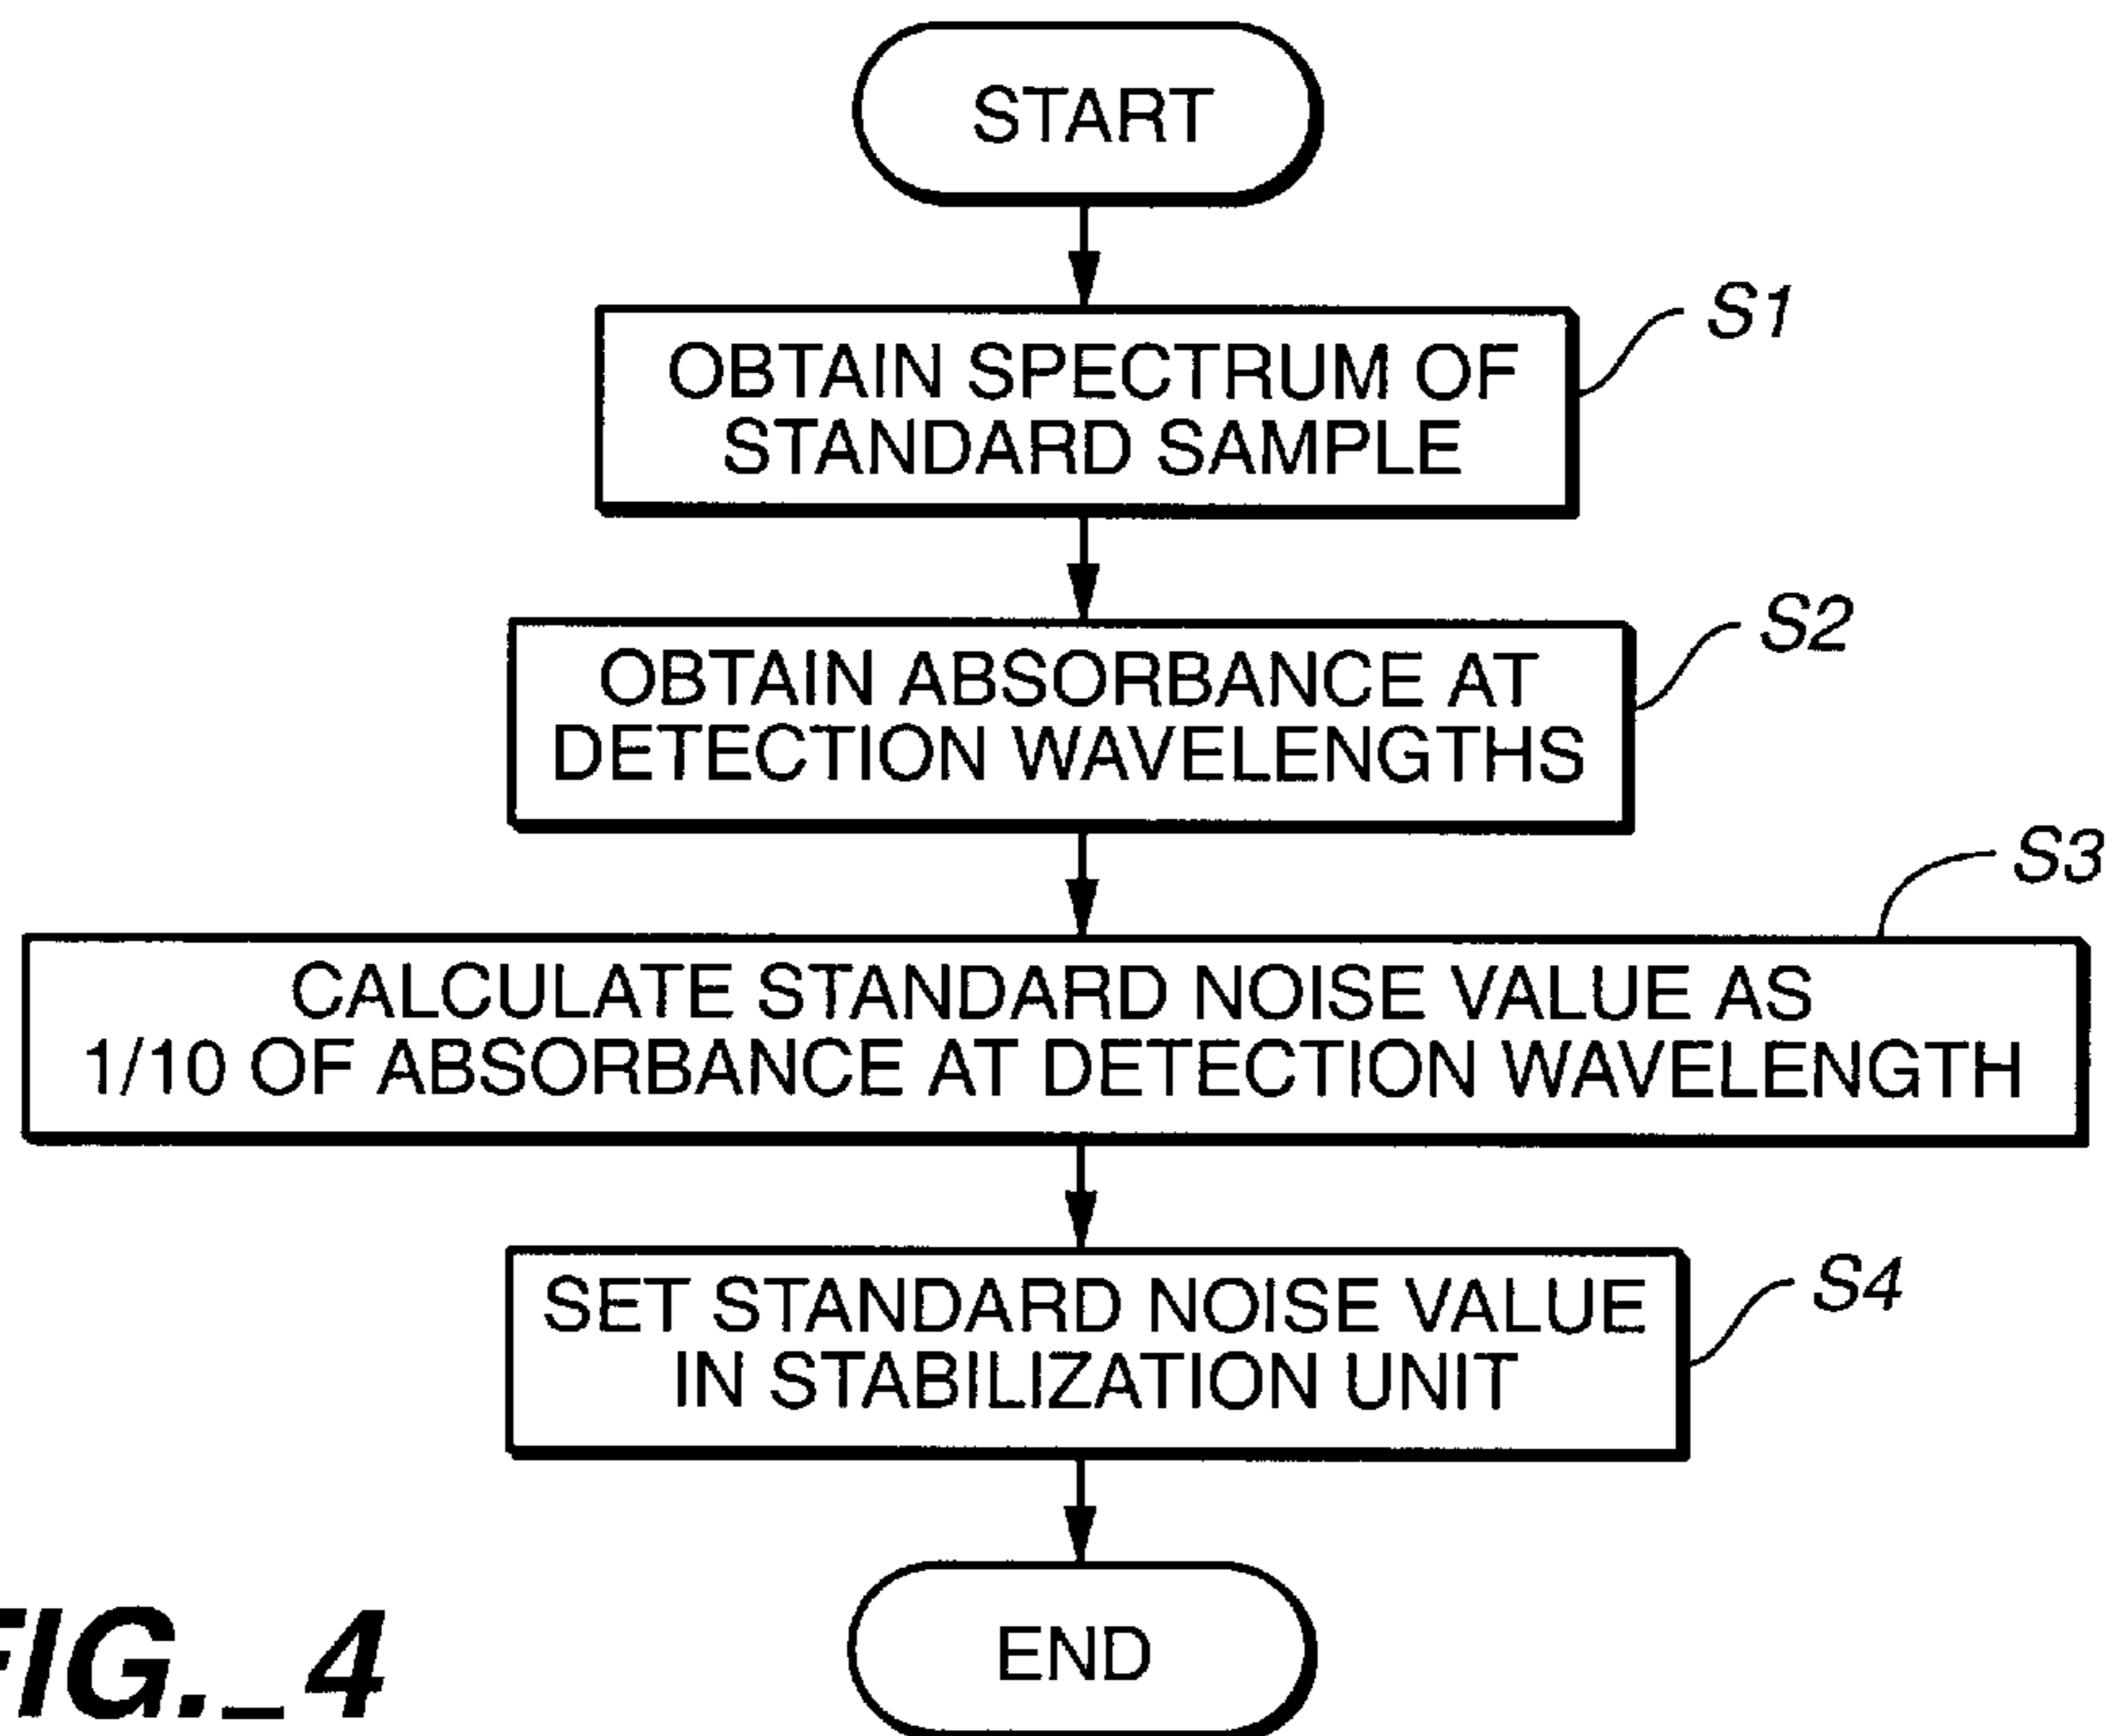 START
OBTAIN SPECTRUM OF
STANDARD SAMPLE
S1
OBTAIN ABSORBANCE AT
DETECTION WAVELENGTHS
S2
CALCULATE STANDARD NOISE VALUE AS
1/10 OF ABSORBANCE AT DETECTION WAVELENGTH
S3
SET STANDARD NOISE VALUE
IN STABILIZATION UNIT
S4
END
FIG._4